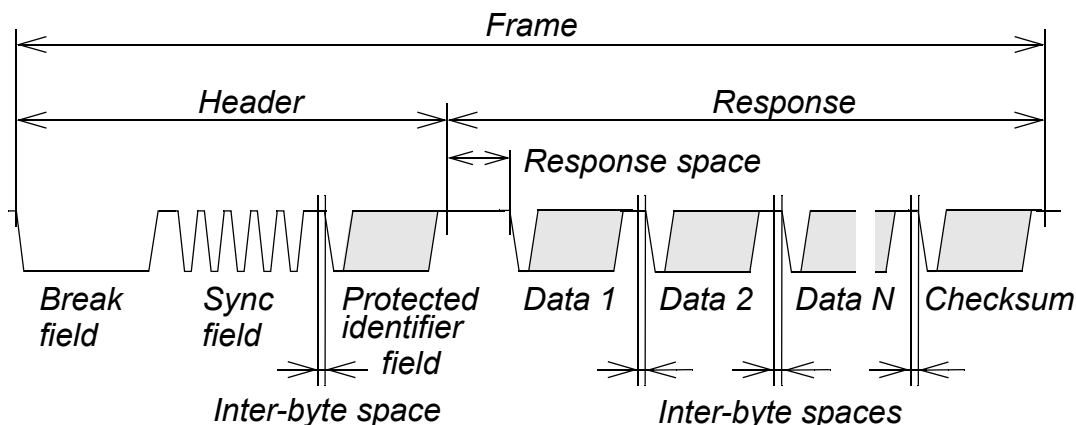 Frame
Header
Response
Response space
Break
field
Sync
field
Protected
identifier
field
Data 1
Data 2
Data N
Checksum
Inter-byte space
Inter-byte spaces